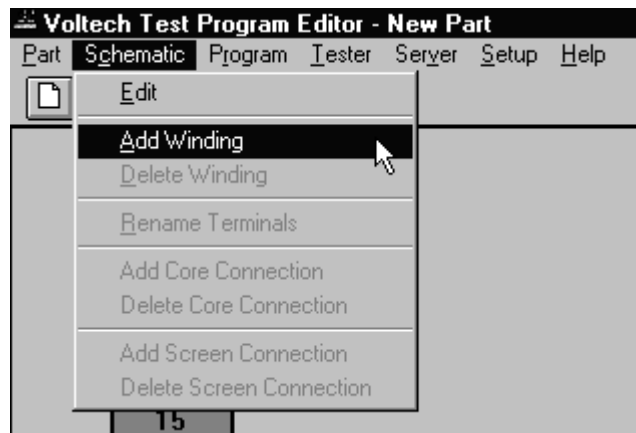 Voltech Test Program Editor - New Part
Part Schematic Program Tester Server Setup Help
Edit
Add Winding
Delete Winding
Rename Terminals
Add Core Connection
Delete Core Connection
Add Screen Connection
Delete Screen Connection
15